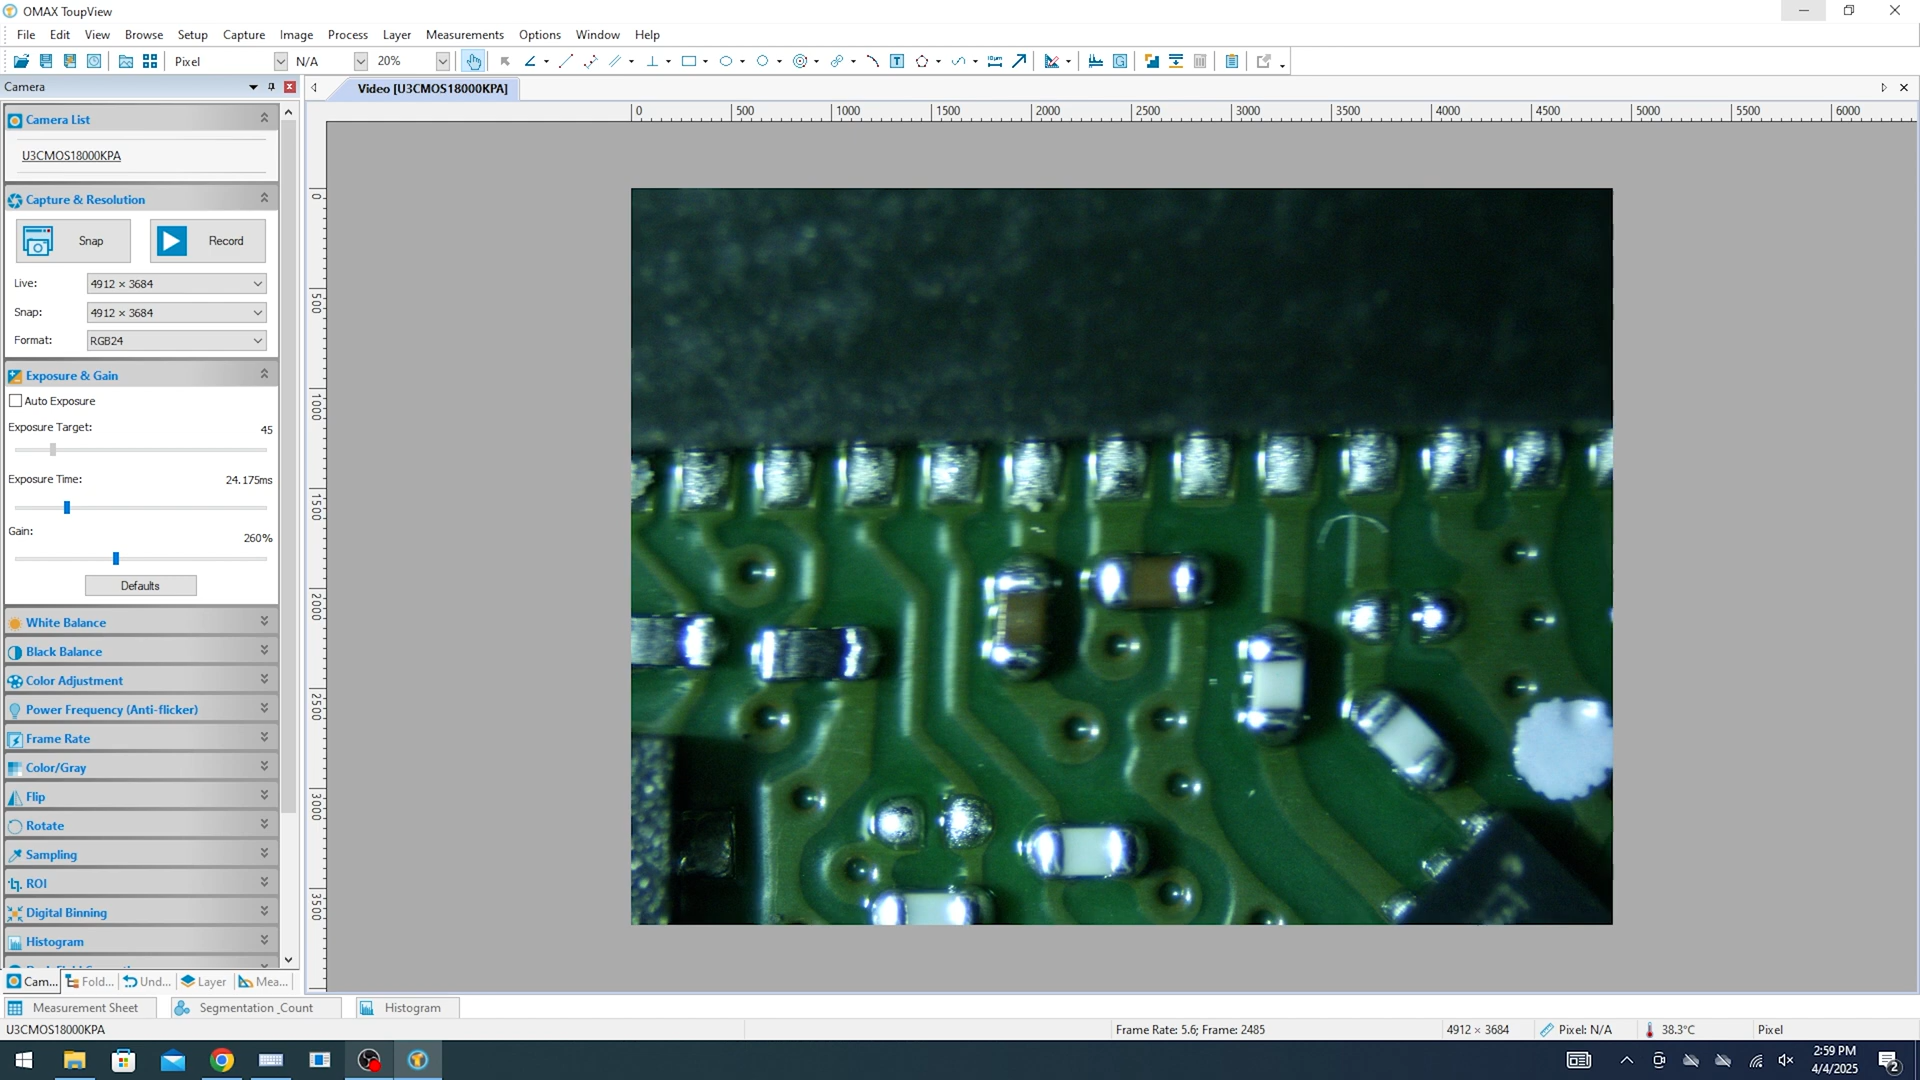 OMAX ToupView
File Edit View Browse Setup Capture Image Process Layer Measurements Options Window Help
Pixel N/A 20%
Camera
Video [U3CMOS18000KPA]
0 500 1000 1500 2000 2500 3000 3500 4000 4500 5000 5500 6000
0
500
1000
1500
2000
2500
3000
3500
Camera List
U3CMOS18000KPA
Capture & Resolution
Snap Record
Live: 4912 × 3684
Snap: 4912 × 3684
Format: RGB24
Exposure & Gain
Auto Exposure
Exposure Target: 45
Exposure Time: 24.175ms
Gain: 260%
Defaults
White Balance
Black Balance
Color Adjustment
Power Frequency (Anti-flicker)
Frame Rate
Color/Gray
Flip
Rotate
Sampling
ROI
Digital Binning
Histogram
Cam... Fold... Und... Layer Mea...
Measurement Sheet Segmentation _Count Histogram
U3CMOS18000KPA Frame Rate: 5.6; Frame: 2485 4912 × 3684 Pixel: N/A 38.3°C Pixel
2:59 PM
4/4/2025
2